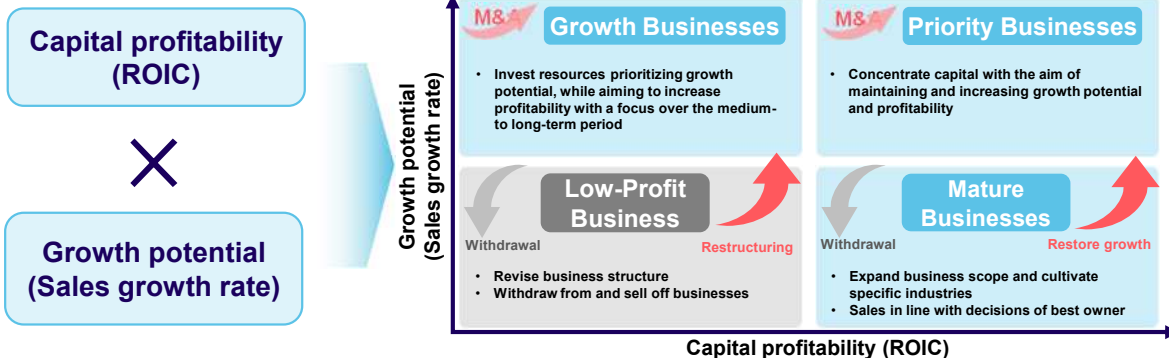 Capital profitability
(ROIC)
×
Growth potential
(Sales growth rate)
Growth potential
(Sales growth rate)
M&A
Growth Businesses
• Invest resources prioritizing growth
potential, while aiming to increase
profitability with a focus over the medium-
to long-term period
M&A
Priority Businesses
• Concentrate capital with the aim of
maintaining and increasing growth potential
and profitability
Low-Profit
Business
Withdrawal
Restructuring
• Revise business structure
• Withdraw from and sell off businesses
Mature
Businesses
Withdrawal
Restore growth
• Expand business scope and cultivate
specific industries
• Sales in line with decisions of best owner
Capital profitability (ROIC)